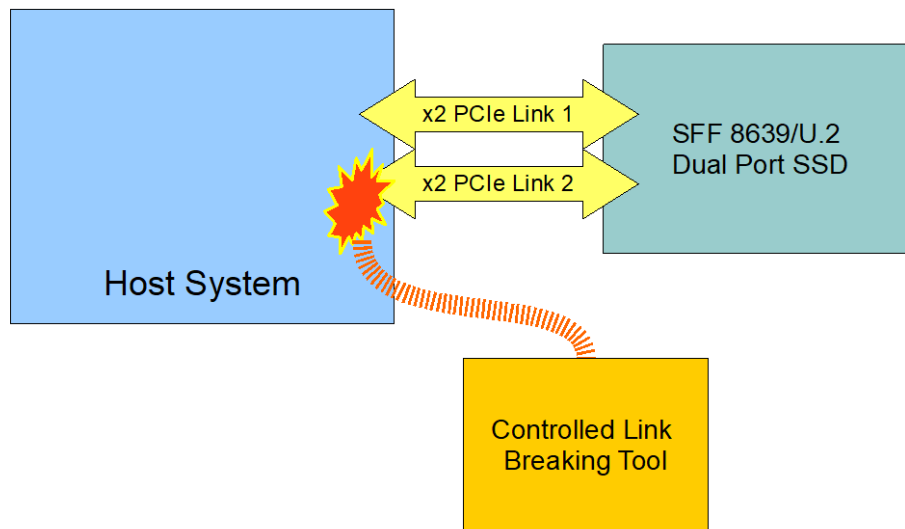 x2 PCIe Link 1
SFF 8639/U.2
Dual Port SSD
x2 PCIe Link 2
Host System
Controlled Link
Breaking Tool